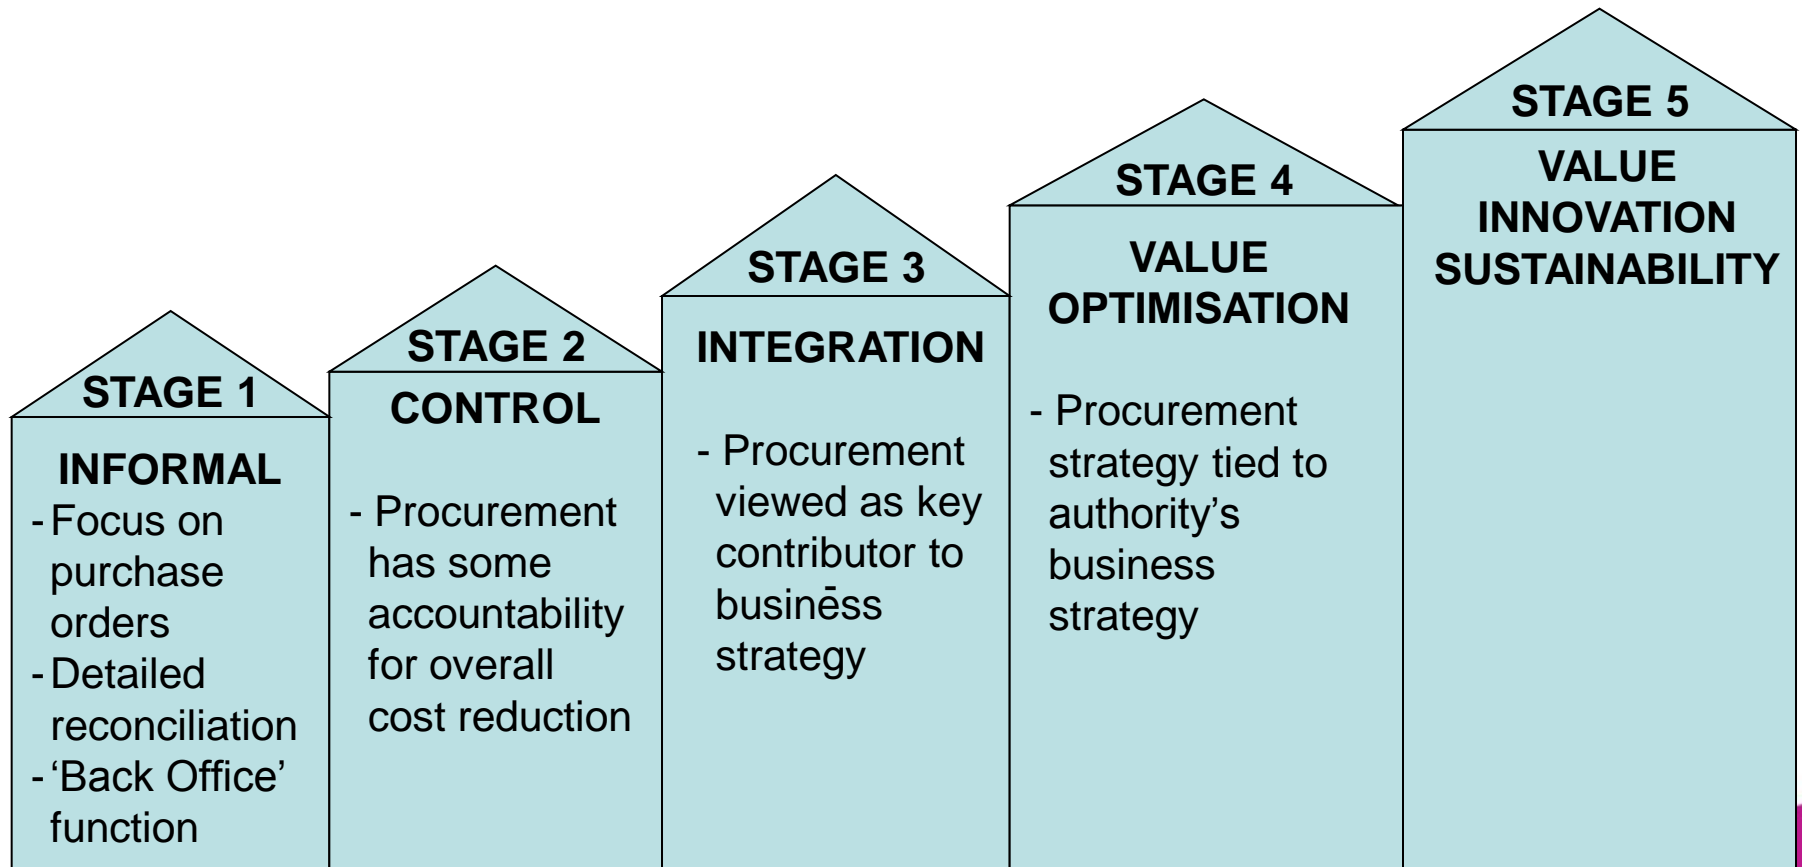 STAGE 1
INFORMAL
- Focus on
purchase
orders
- Detailed
reconciliation
- ‘Back Office’
function
STAGE 2
CONTROL
- Procurement
has some
accountability
for overall
cost reduction
STAGE 3
INTEGRATION
- Procurement
viewed as key
contributor to
businēss
strategy
STAGE 4
VALUE
OPTIMISATION
- Procurement
strategy tied to
authority’s
business
strategy
STAGE 5
VALUE
INNOVATION
SUSTAINABILITY